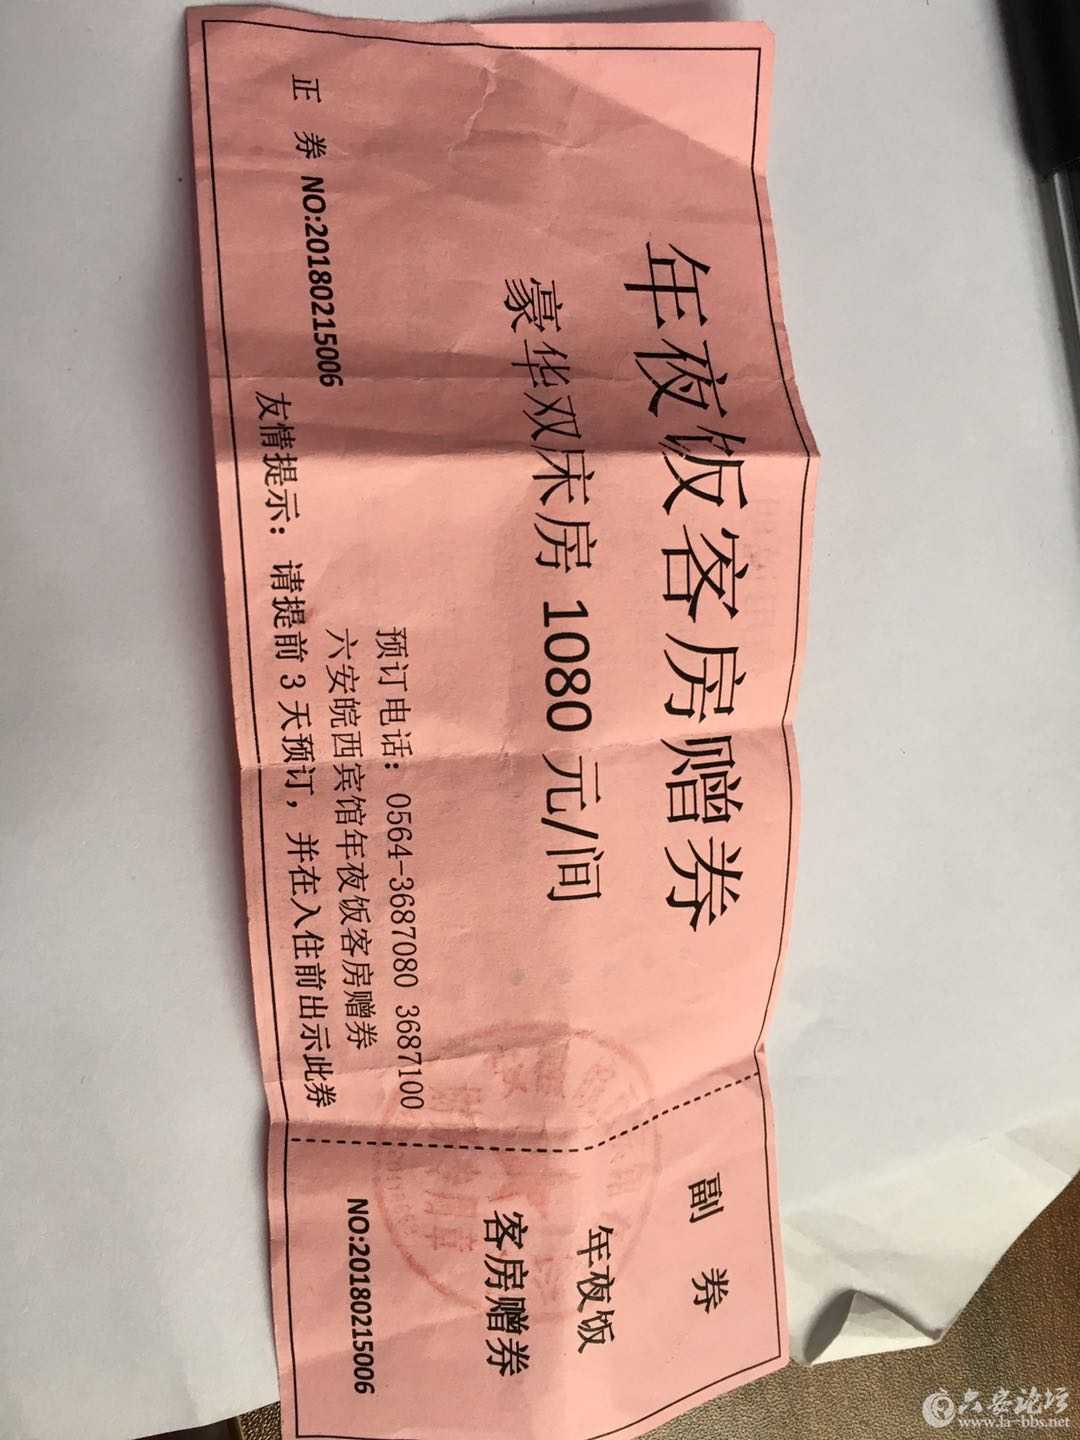 年夜饭客房赠券
豪华双床房 1080 元/间
预订电话：0564-3687080 3687100
六安皖西宾馆年夜饭客房赠券
正 券 NO:20180215006
友情提示：请提前 3 天预订，并在入住前出示此券
副 券
年夜饭
客房赠券
NO:20180215006
六安论坛
www.la-bbs.net